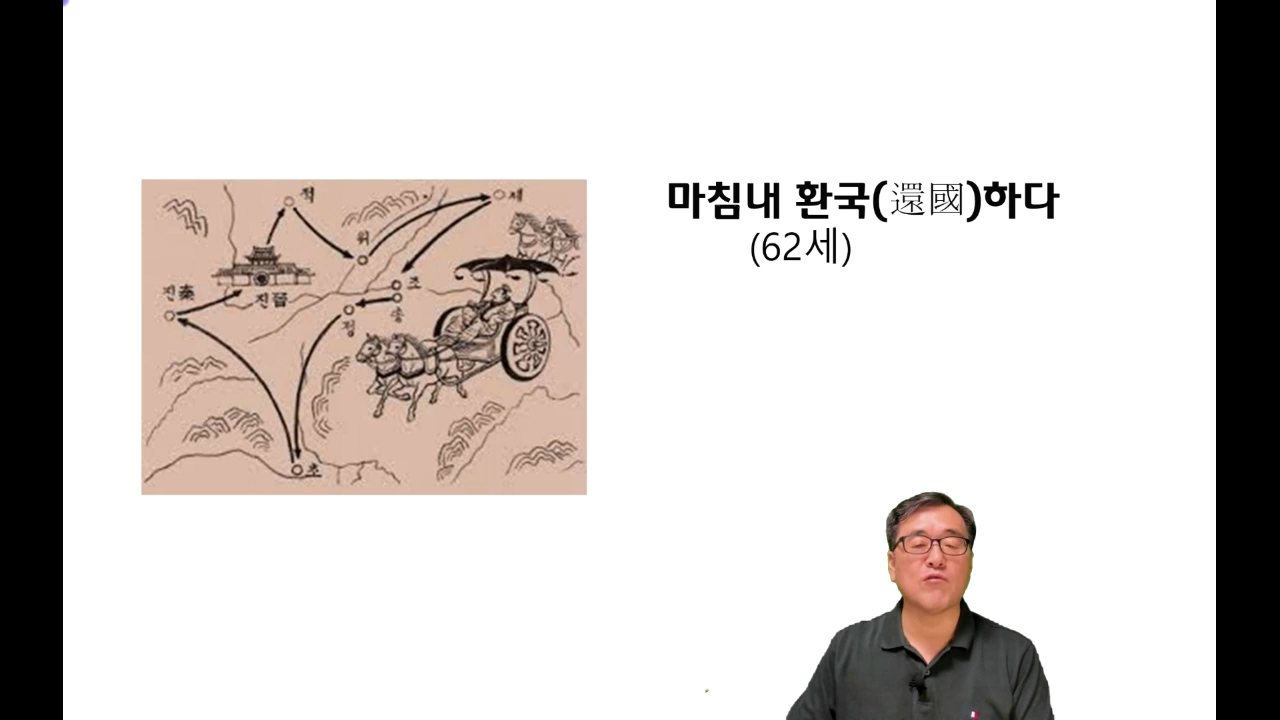 마침내 환국(還國)하다
(62세)
적
제
위
진秦
진晉
조
송
정
초